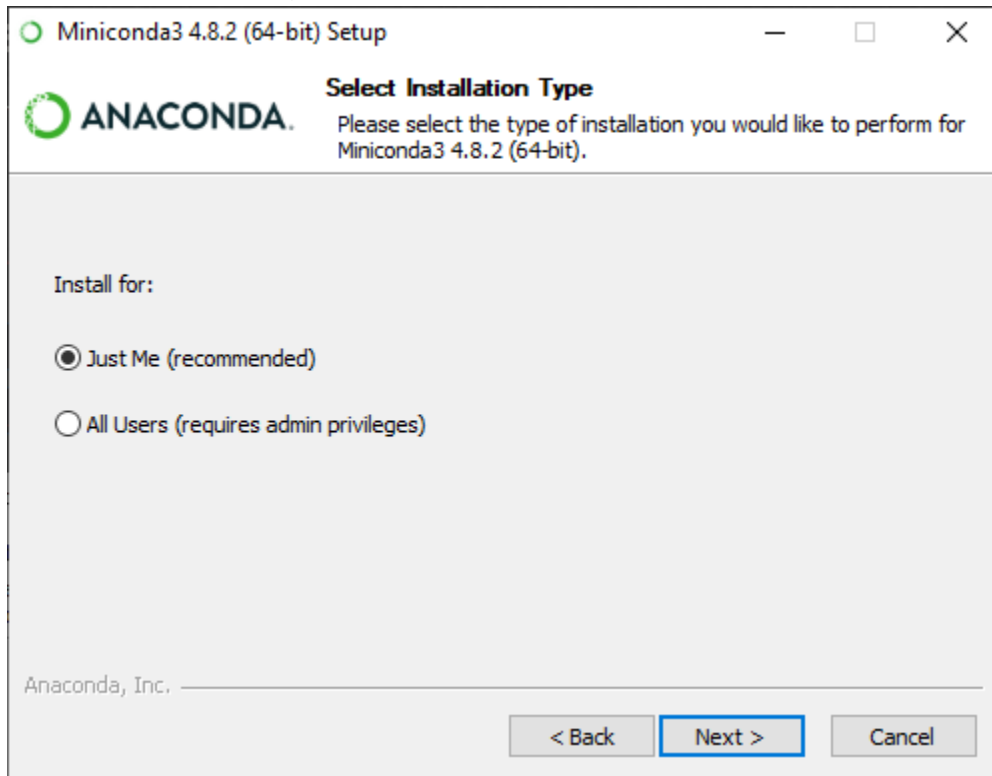 Miniconda3 4.8.2 (64-bit) Setup
ANACONDA.
Select Installation Type
Please select the type of installation you would like to perform for
Miniconda3 4.8.2 (64-bit).
Install for:
Just Me (recommended)
All Users (requires admin privileges)
Anaconda, Inc.
< Back
Next >
Cancel